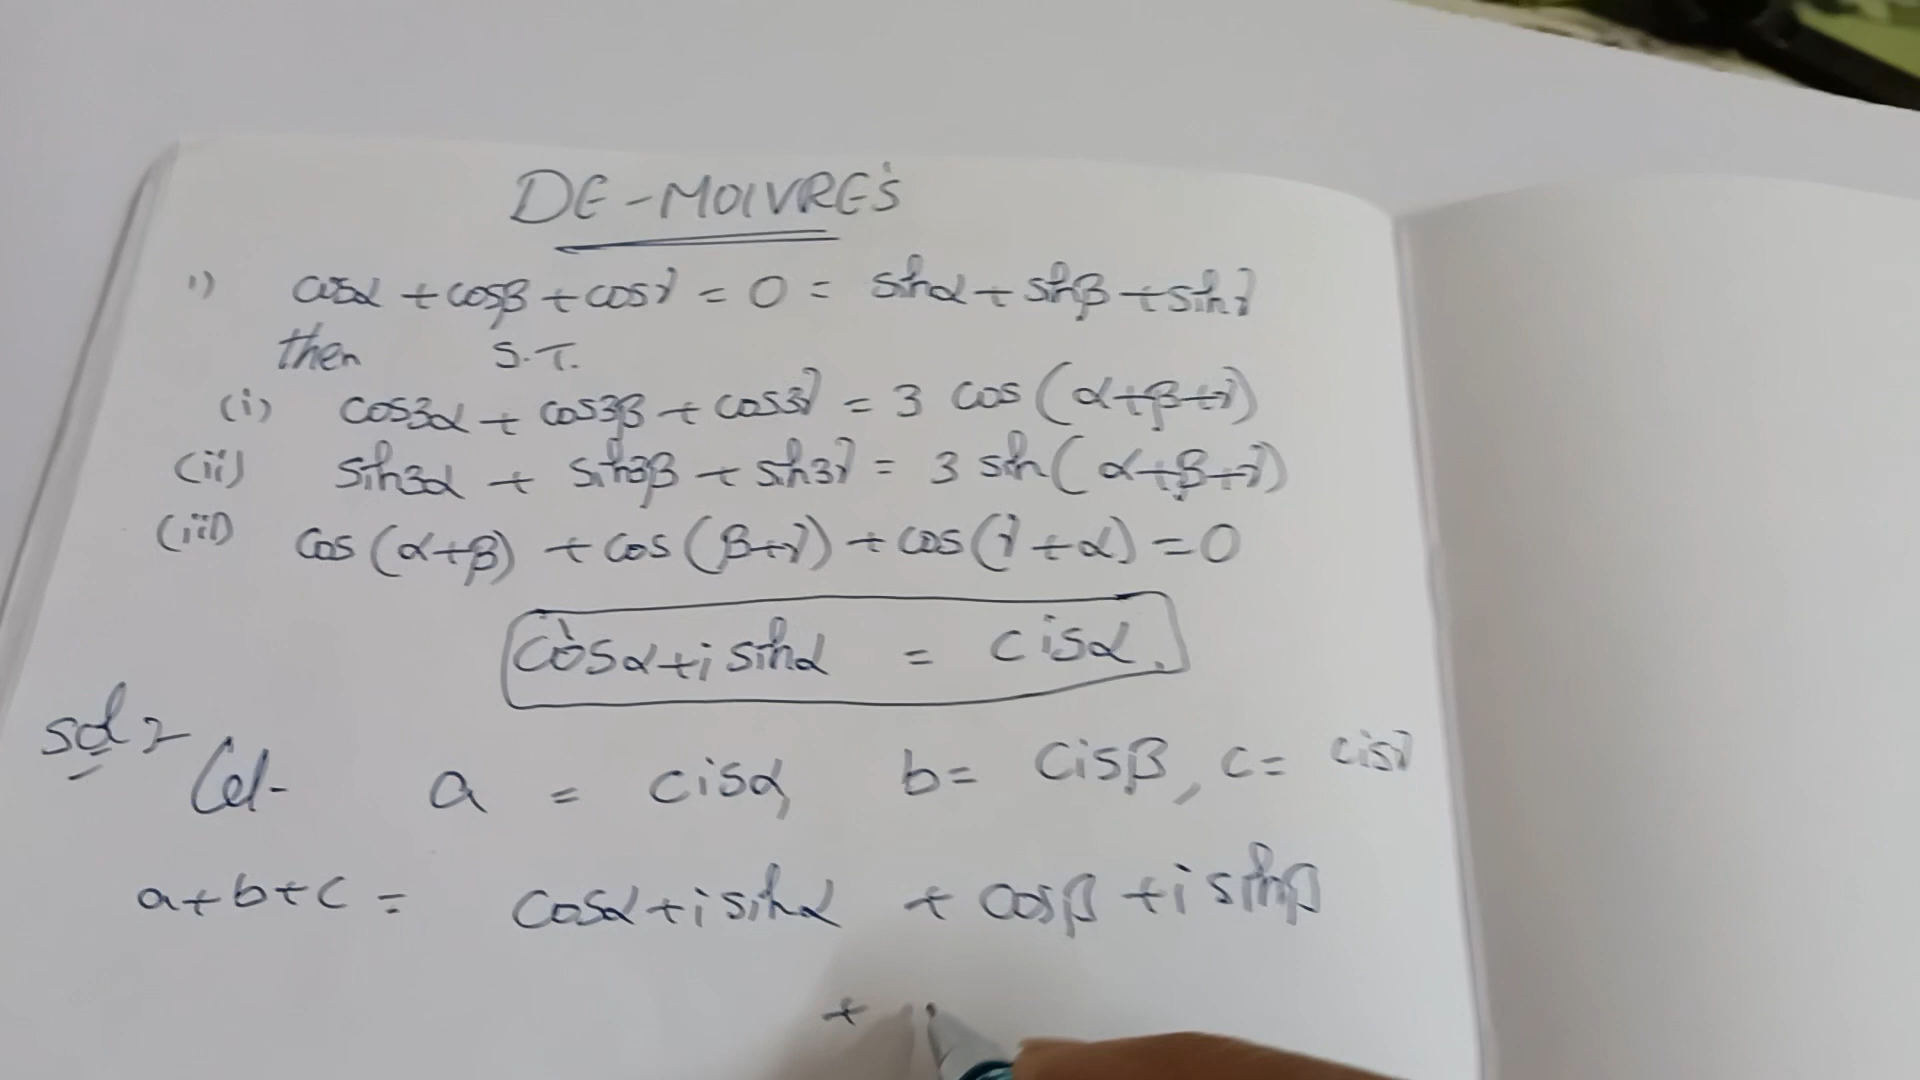 DE-MOIVRE'S
1) cosα + cosβ + cosγ = 0 = sinα + sinβ + sinγ
then S.T.
(i) cos3α + cos3β + cos3γ = 3 cos(α+β+γ)
(ii) sin3α + sin3β + sin3γ = 3 sin(α+β+γ)
(iii) cos(α+β) + cos(β+γ) + cos(γ+α) = 0
cosα+i sinα = cisα.
sol:-
Let a = cisα, b= cisβ, c= cisγ
a+b+c = cosα+i sinα + cosβ +i sinβ
+